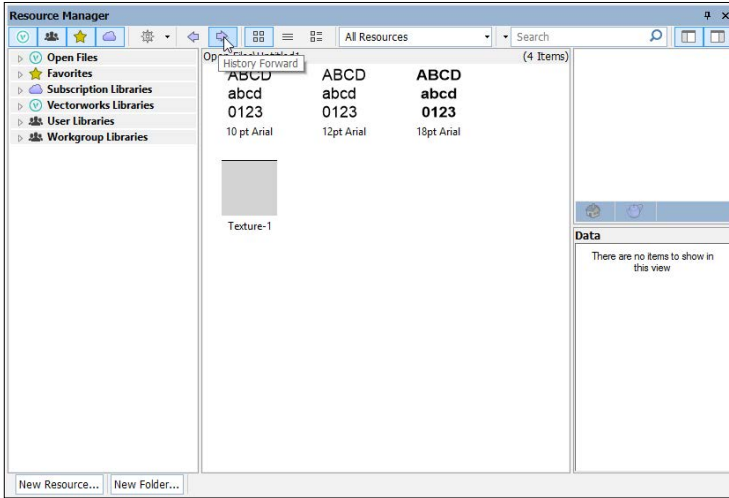 Resource Manager
All Resources
Search
Open Files
Favorites
Subscription Libraries
Vectorworks Libraries
User Libraries
Workgroup Libraries
(4 Items)
History Forward
ABCD
abcd
0123
10 pt Arial
ABCD
abcd
0123
12pt Arial
ABCD
abcd
0123
18pt Arial
Texture-1
Data
There are no items to show in
this view
New Resource...
New Folder...